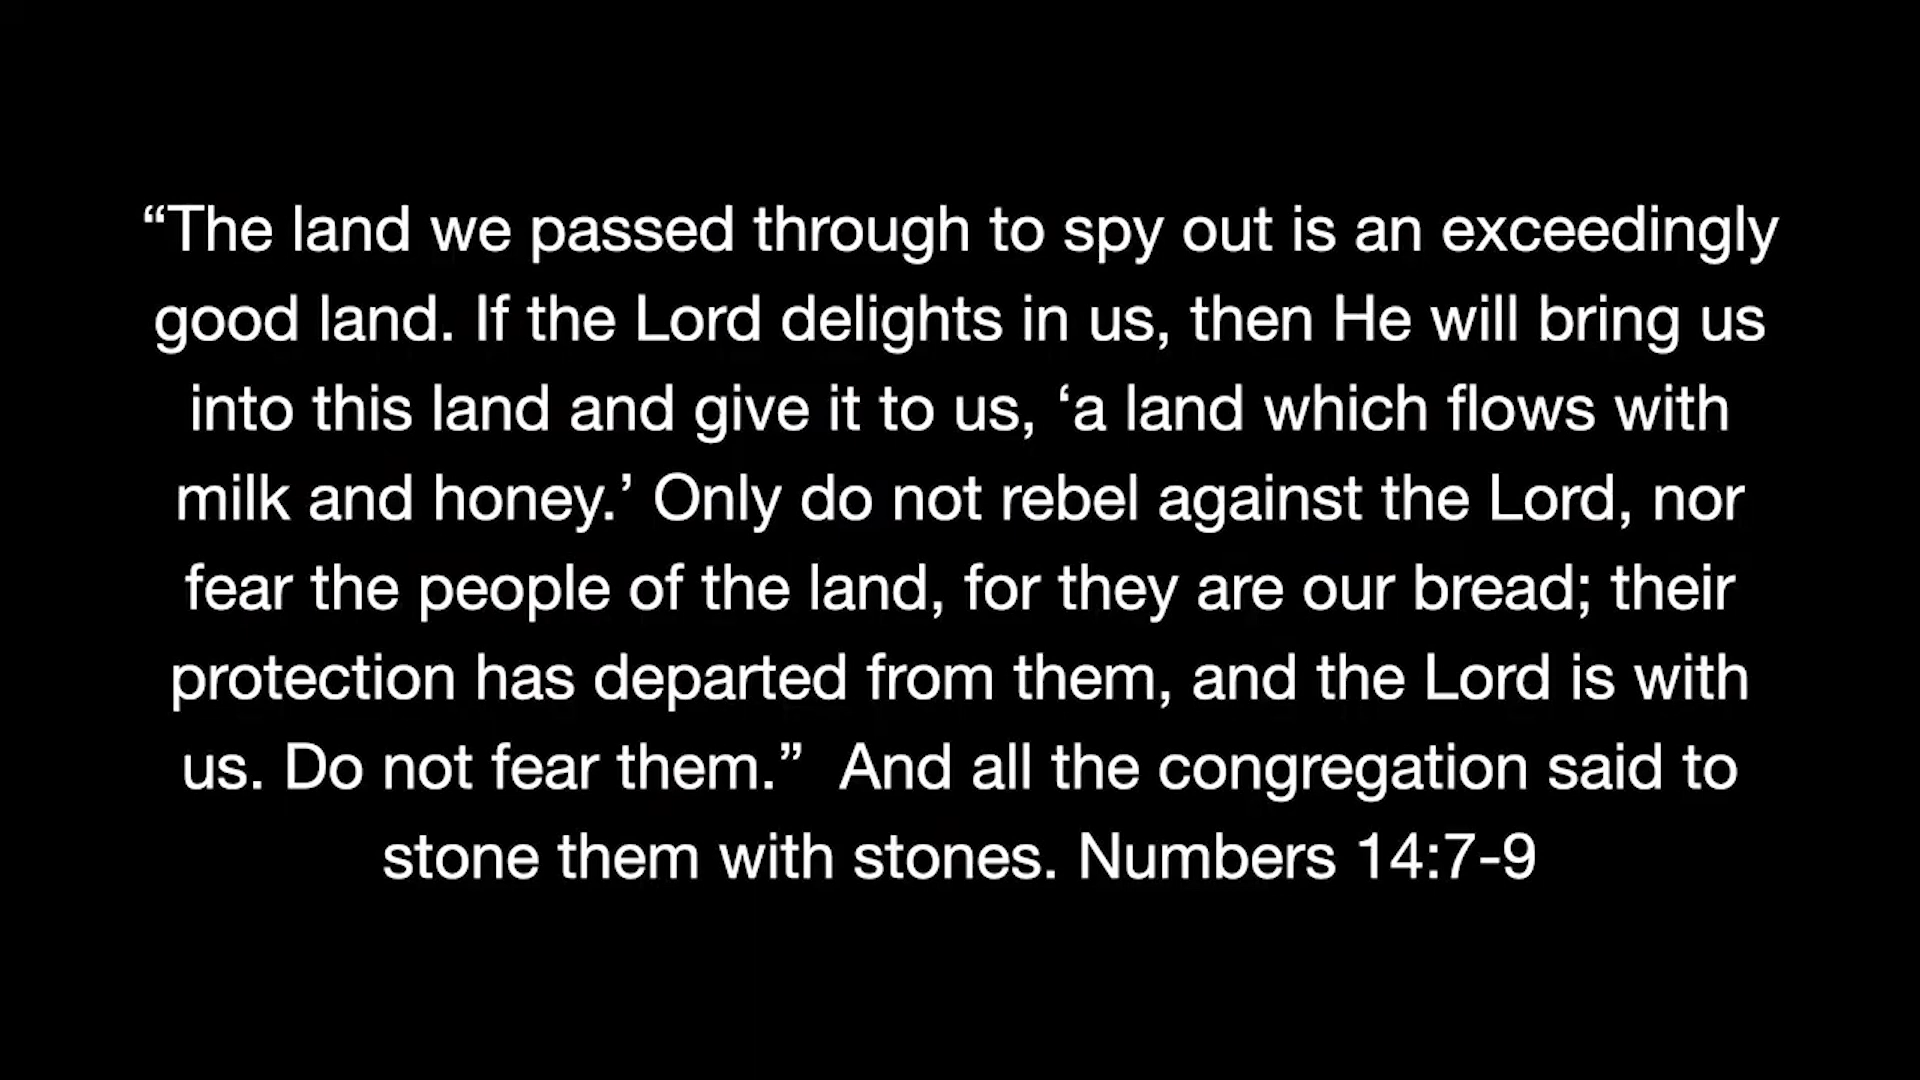 “The land we passed through to spy out is an exceedingly
good land. If the Lord delights in us, then He will bring us
into this land and give it to us, ‘a land which flows with
milk and honey.’ Only do not rebel against the Lord, nor
fear the people of the land, for they are our bread; their
protection has departed from them, and the Lord is with
us. Do not fear them.”  And all the congregation said to
stone them with stones. Numbers 14:7-9